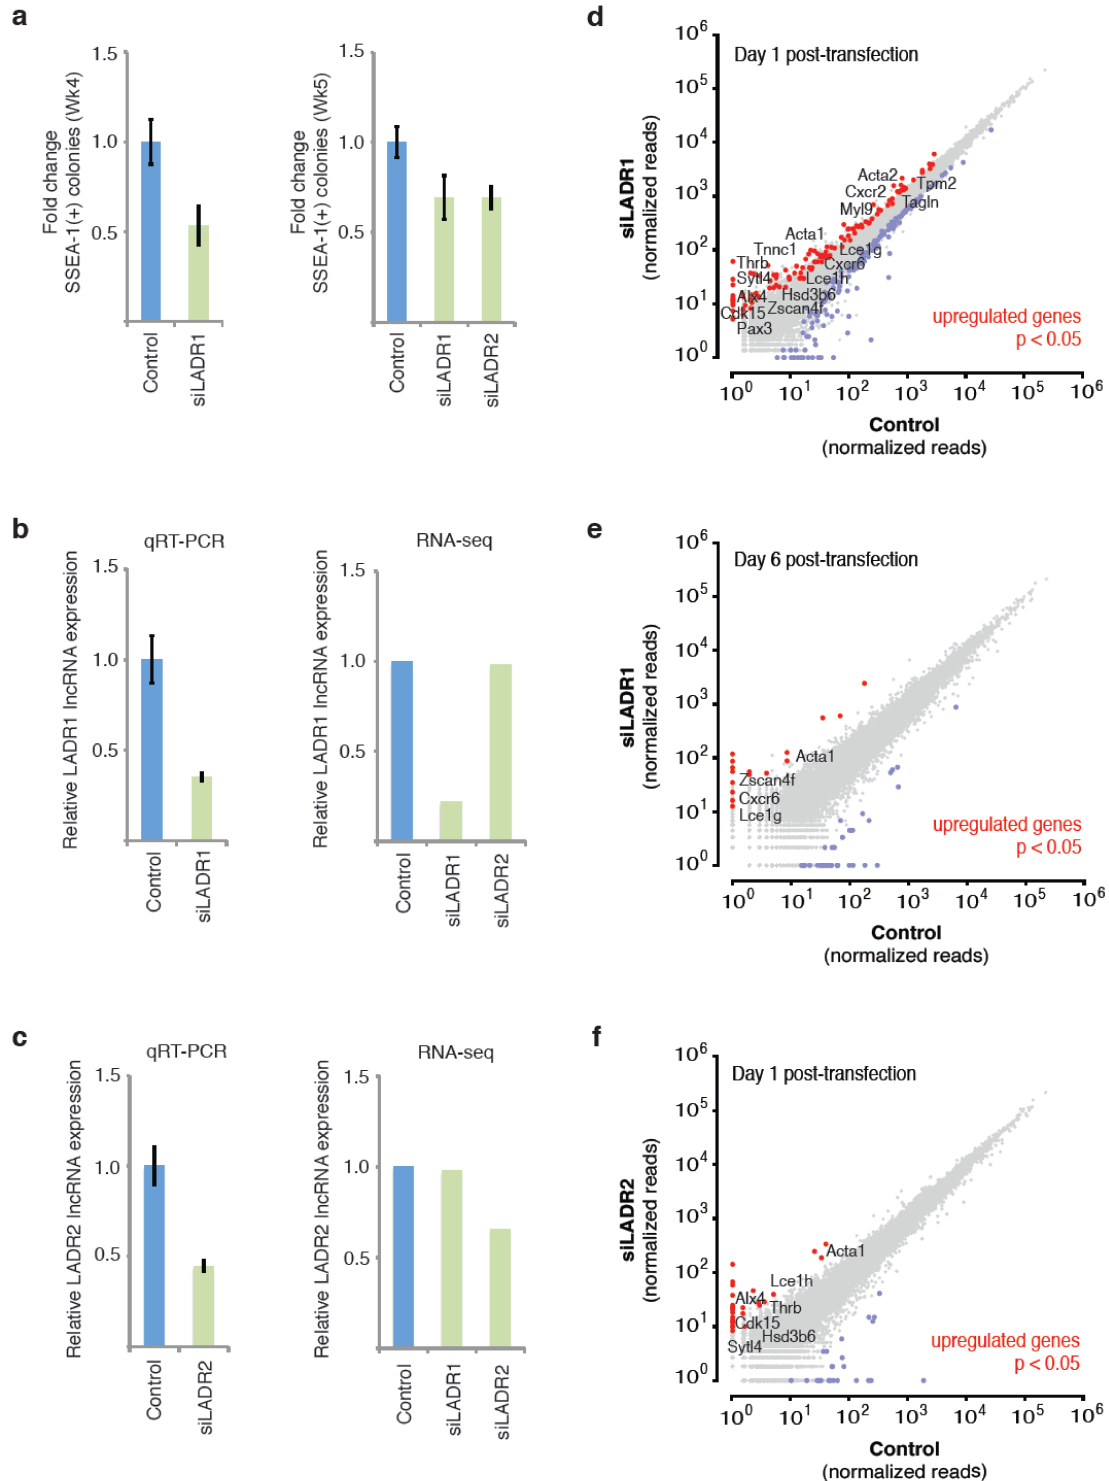 a
Fold change
SSEA-1(+) colonies (Wk4)
1.5
1.0
0.5
Control
siLADR1
Fold change
SSEA-1(+) colonies (Wk5)
1.5
1.0
0.5
Control
siLADR1
siLADR2
b
qRT-PCR
Relative LADR1 lncRNA expression
1.5
1.0
0.5
Control
siLADR1
RNA-seq
Relative LADR1 lncRNA expression
1.5
1.0
0.5
Control
siLADR1
siLADR2
c
qRT-PCR
Relative LADR2 lncRNA expression
1.5
1.0
0.5
Control
siLADR2
RNA-seq
Relative LADR2 lncRNA expression
1.5
1.0
0.5
Control
siLADR1
siLADR2
d
Day 1 post-transfection
siLADR1
(normalized reads)
10^6
10^5
10^4
10^3
10^2
10^1
10^0
Acta2
Tpm2
Cxcr2
Tagln
Myl9
Acta1
Tnnc1
Lce1g
Thrb
Cxcr6
Sytl4
Lce1h
Alx4
Hsd3b6
Cdk15
Zscan4f
Pax3
upregulated genes
p < 0.05
10^0 10^1 10^2 10^3 10^4 10^5 10^6
Control
(normalized reads)
e
Day 6 post-transfection
siLADR1
(normalized reads)
10^6
10^5
10^4
10^3
10^2
10^1
10^0
Acta1
Zscan4f
Cxcr6
Lce1g
upregulated genes
p < 0.05
10^0 10^1 10^2 10^3 10^4 10^5 10^6
Control
(normalized reads)
f
Day 1 post-transfection
siLADR2
(normalized reads)
10^6
10^5
10^4
10^3
10^2
10^1
10^0
Acta1
Lce1h
Alx4
Thrb
Cdk15
Hsd3b6
Sytl4
upregulated genes
p < 0.05
10^0 10^1 10^2 10^3 10^4 10^5 10^6
Control
(normalized reads)